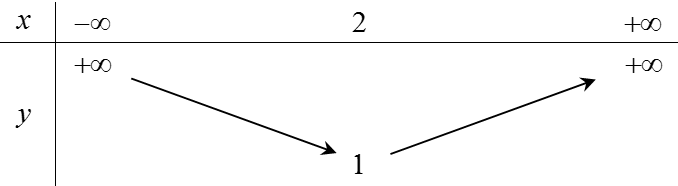 x −∞ 2 +∞
+∞ +∞
y
1